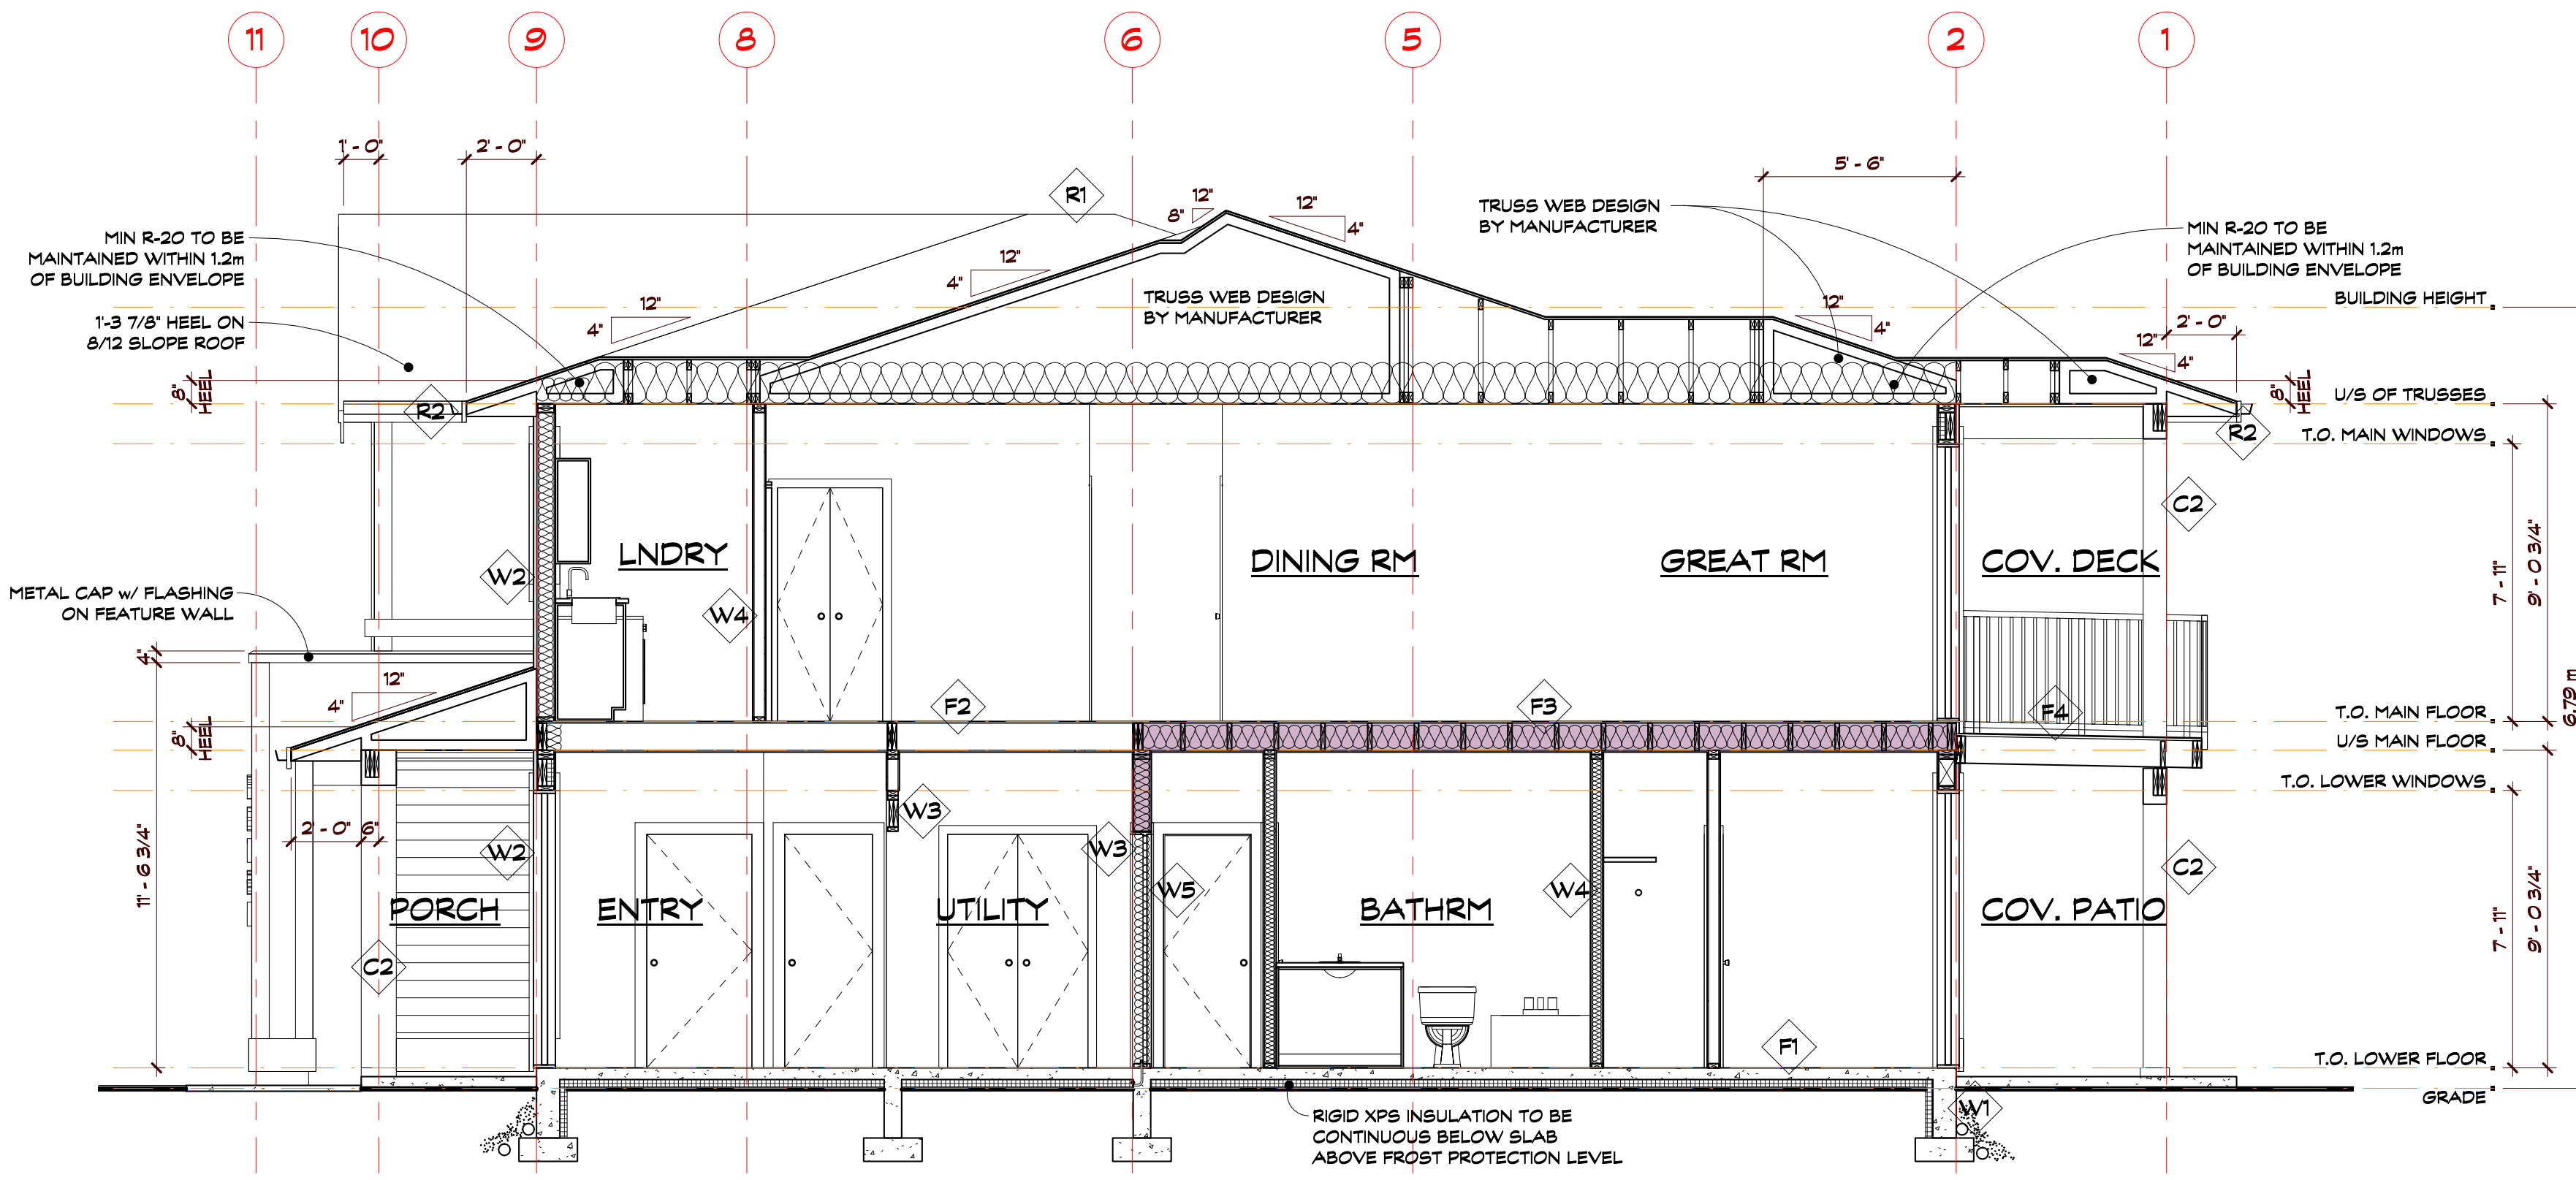 11 10 9 8 6 5 2 1
1' - 0"
2' - 0"
5' - 6"
R1
12"
8"
12"
4"
TRUSS WEB DESIGN
BY MANUFACTURER
MIN R-20 TO BE
MAINTAINED WITHIN 1.2m
OF BUILDING ENVELOPE
MIN R-20 TO BE
MAINTAINED WITHIN 1.2m
OF BUILDING ENVELOPE
1'-3 7/8" HEEL ON
8/12 SLOPE ROOF
12"
4"
12"
4"
TRUSS WEB DESIGN
BY MANUFACTURER
12"
4"
12"
4"
2' - 0"
BUILDING HEIGHT
8"
HEEL
R2
8"
HEEL
U/S OF TRUSSES
R2
T.O. MAIN WINDOWS
C2
W2
LNDRY
W4
DINING RM
GREAT RM
COV. DECK
7 - 11"
9' - 0 3/4"
METAL CAP w/ FLASHING
ON FEATURE WALL
4"
12"
4"
8"
HEEL
F2
F3
F4
T.O. MAIN FLOOR
U/S MAIN FLOOR
T.O. LOWER WINDOWS
6.79 m
2' - 0"
6"
W2
W3
W3
W5
W4
C2
11' - 6 3/4"
PORCH
ENTRY
UTILITY
BATHRM
COV. PATIO
7 - 11"
9' - 0 3/4"
C2
F1
T.O. LOWER FLOOR
GRADE
W1
RIGID XPS INSULATION TO BE
CONTINUOUS BELOW SLAB
ABOVE FROST PROTECTION LEVEL